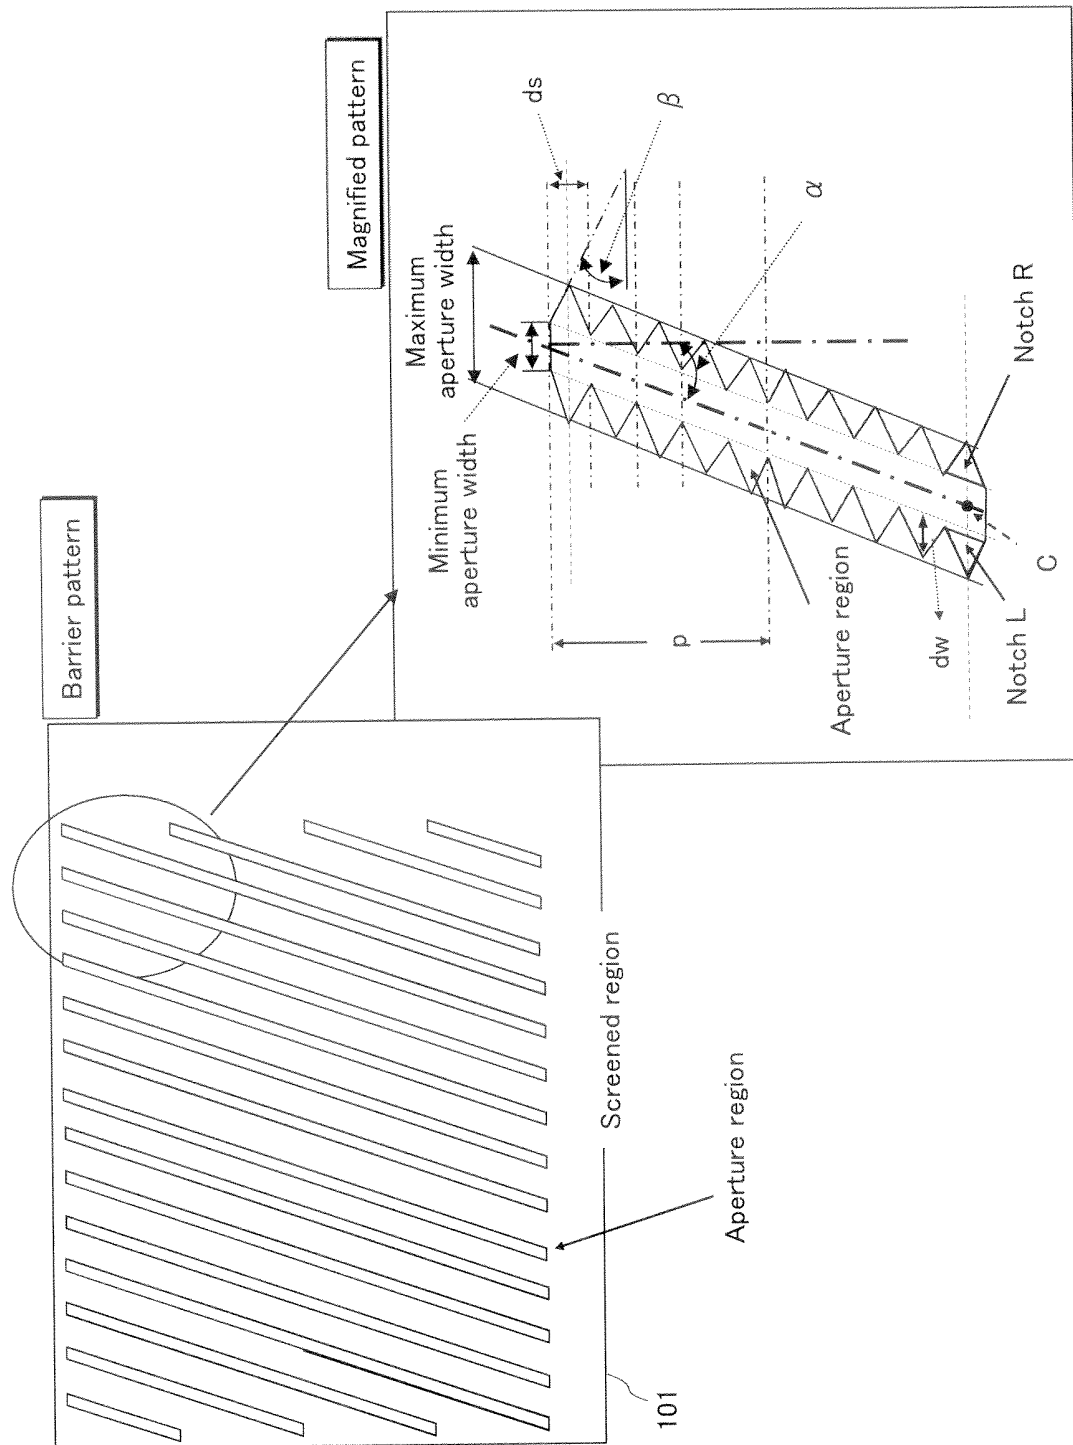 Barrier pattern
Screened region
Aperture region
101
Magnified pattern
Maximum
aperture width
Minimum
aperture width
ds
β
α
p
Aperture region
dw
Notch L
C
Notch R